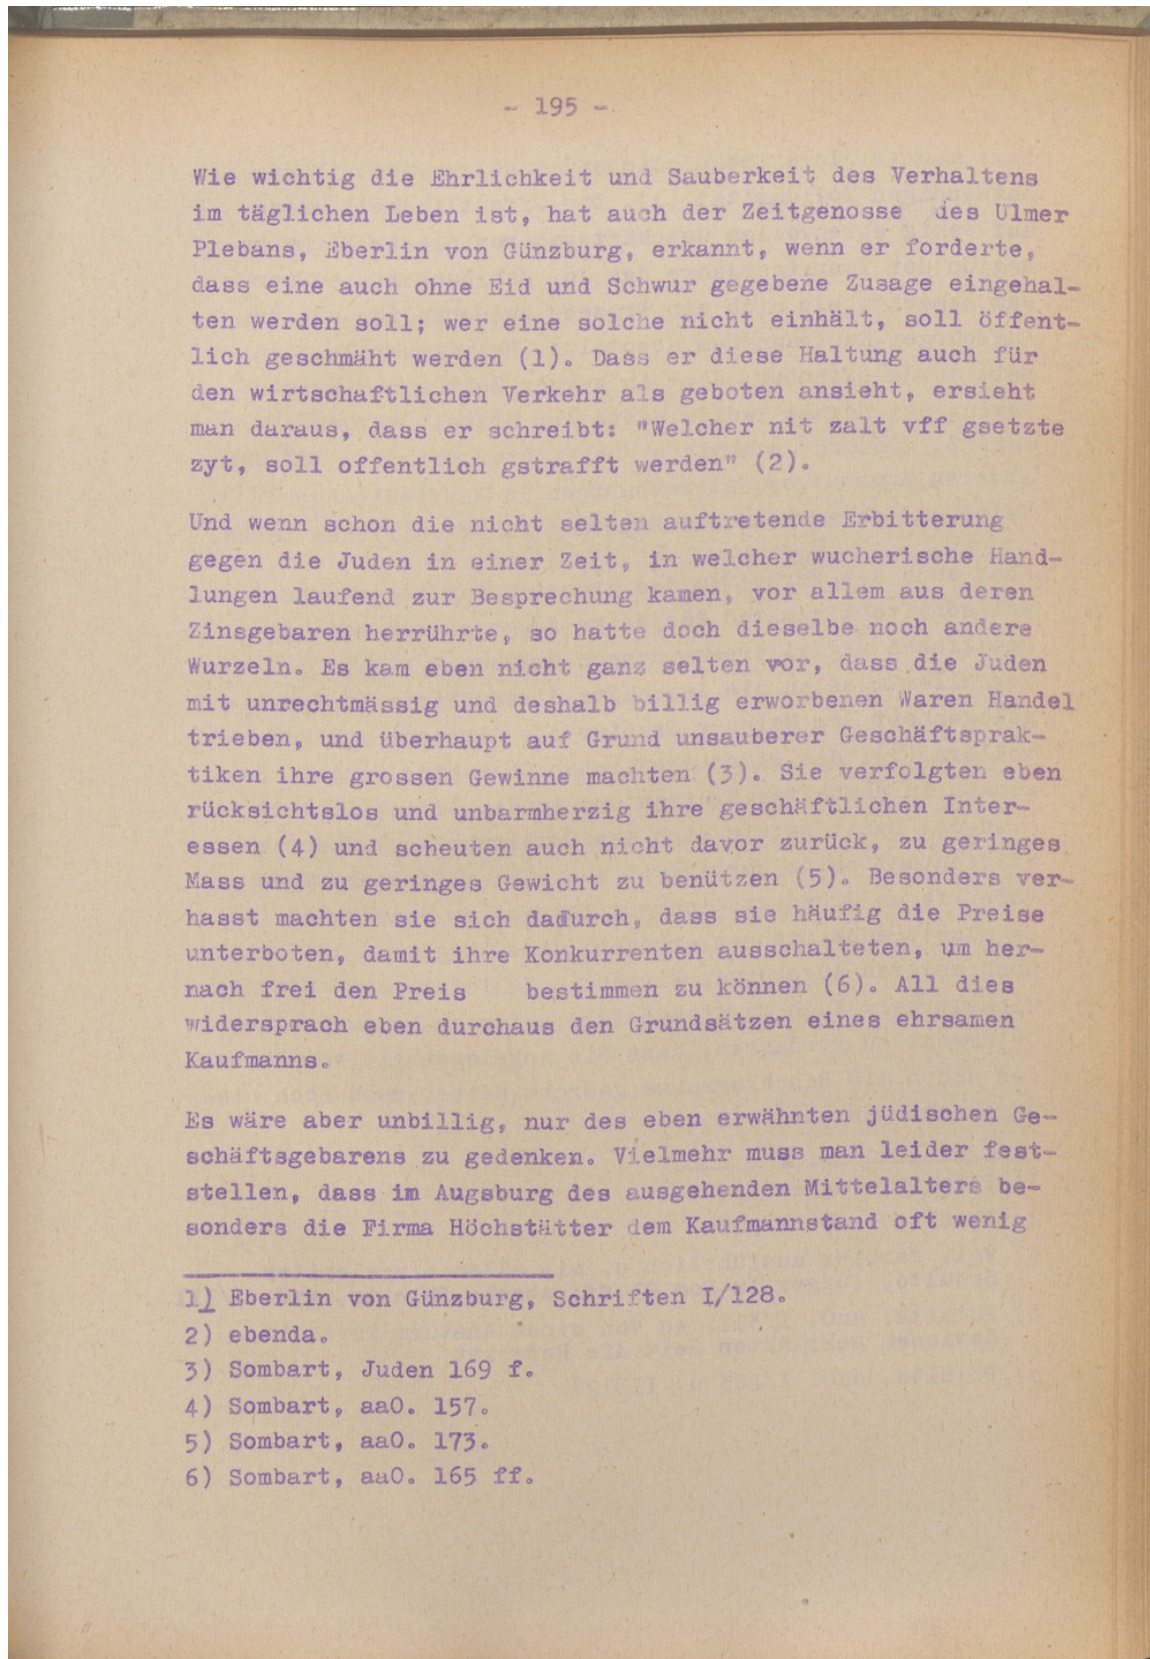 - 195 -
Wie wichtig die Ehrlichkeit und Sauberkeit des Verhaltens
im täglichen Leben ist, hat auch der Zeitgenosse des Ulmer
Plebans, Eberlin von Günzburg, erkannt, wenn er forderte,
dass eine auch ohne Eid und Schwur gegebene Zusage eingehal-
ten werden soll; wer eine solche nicht einhält, soll öffent-
lich geschmäht werden (1). Dass er diese Haltung auch für
den wirtschaftlichen Verkehr als geboten ansieht, ersieht
man daraus, dass er schreibt: "Welcher nit zalt vff gsetzte
zyt, soll offentlich gstrafft werden" (2).
Und wenn schon die nicht selten auftretende Erbitterung
gegen die Juden in einer Zeit, in welcher wucherische Hand-
lungen laufend zur Besprechung kamen, vor allem aus deren
Zinsgebaren herrührte, so hatte doch dieselbe noch andere
Wurzeln. Es kam eben nicht ganz selten vor, dass die Juden
mit unrechtmässig und deshalb billig erworbenen Waren Handel
trieben, und überhaupt auf Grund unsauberer Geschäftsprak-
tiken ihre grossen Gewinne machten (3). Sie verfolgten eben
rücksichtslos und unbarmherzig ihre geschäftlichen Inter-
essen (4) und scheuten auch nicht davor zurück, zu geringes
Mass und zu geringes Gewicht zu benützen (5). Besonders ver-
hasst machten sie sich dadurch, dass sie häufig die Preise
unterboten, damit ihre Konkurrenten ausschalteten, um her-
nach frei den Preis bestimmen zu können (6). All dies
widersprach eben durchaus den Grundsätzen eines ehrsamen
Kaufmanns.
Es wäre aber unbillig, nur des eben erwähnten jüdischen Ge-
schäftsgebarens zu gedenken. Vielmehr muss man leider fest-
stellen, dass im Augsburg des ausgehenden Mittelalters be-
sonders die Firma Höchstätter dem Kaufmannstand oft wenig
1) Eberlin von Günzburg, Schriften I/128.
2) ebenda.
3) Sombart, Juden 169 f.
4) Sombart, aaO. 157.
5) Sombart, aaO. 173.
6) Sombart, aaO. 165 ff.